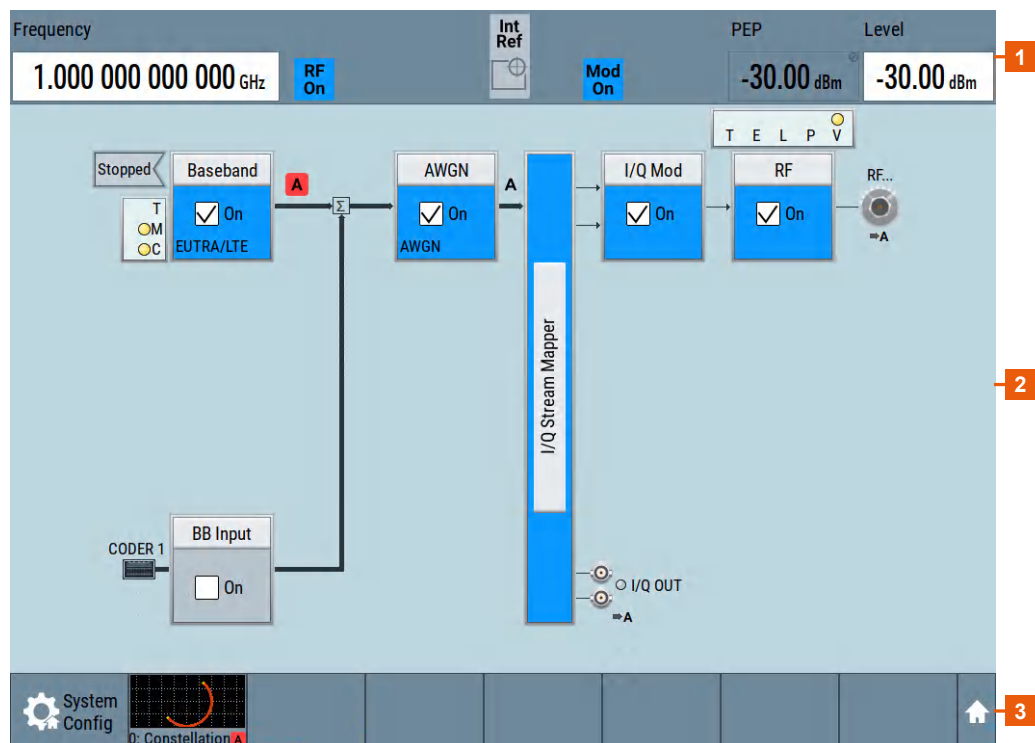 Frequency
Int
Ref
PEP
Level
1
1.000 000 000 000 GHz
RF
On
Mod
On
-30.00 dBm
-30.00 dBm
T E L P V
Stopped
Baseband
A
AWGN
A
I/Q Mod
RF
RF...
T
M
C
On
EUTRA/LTE
Σ
On
AWGN
On
On
A
I/Q Stream Mapper
2
BB Input
CODER 1
On
I/Q OUT
A
System
Config
0: Constellation A
3